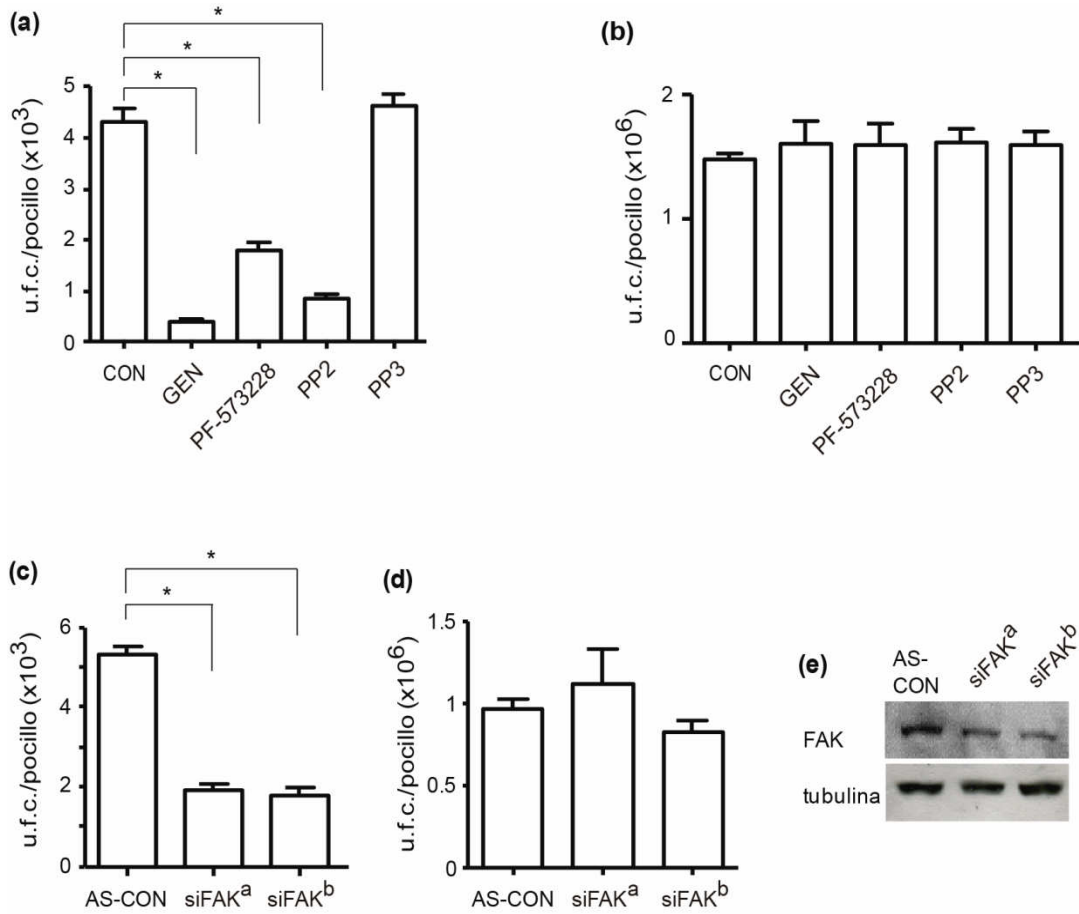 (a)
*
*
*
u.f.c./pocillo (x10³)
5
4
3
2
1
0
CON
GEN
PF-573228
PP2
PP3
(b)
u.f.c./pocillo (x10⁶)
2
1
0
CON
GEN
PF-573228
PP2
PP3
(c)
*
*
u.f.c./pocillo (x10³)
6
4
2
0
AS-CON
siFAKᵃ
siFAKᵇ
(d)
u.f.c./pocillo (x10⁶)
1.5
1
0.5
0
AS-CON
siFAKᵃ
siFAKᵇ
(e)
AS-
CON
siFAKᵃ
siFAKᵇ
FAK
tubulina